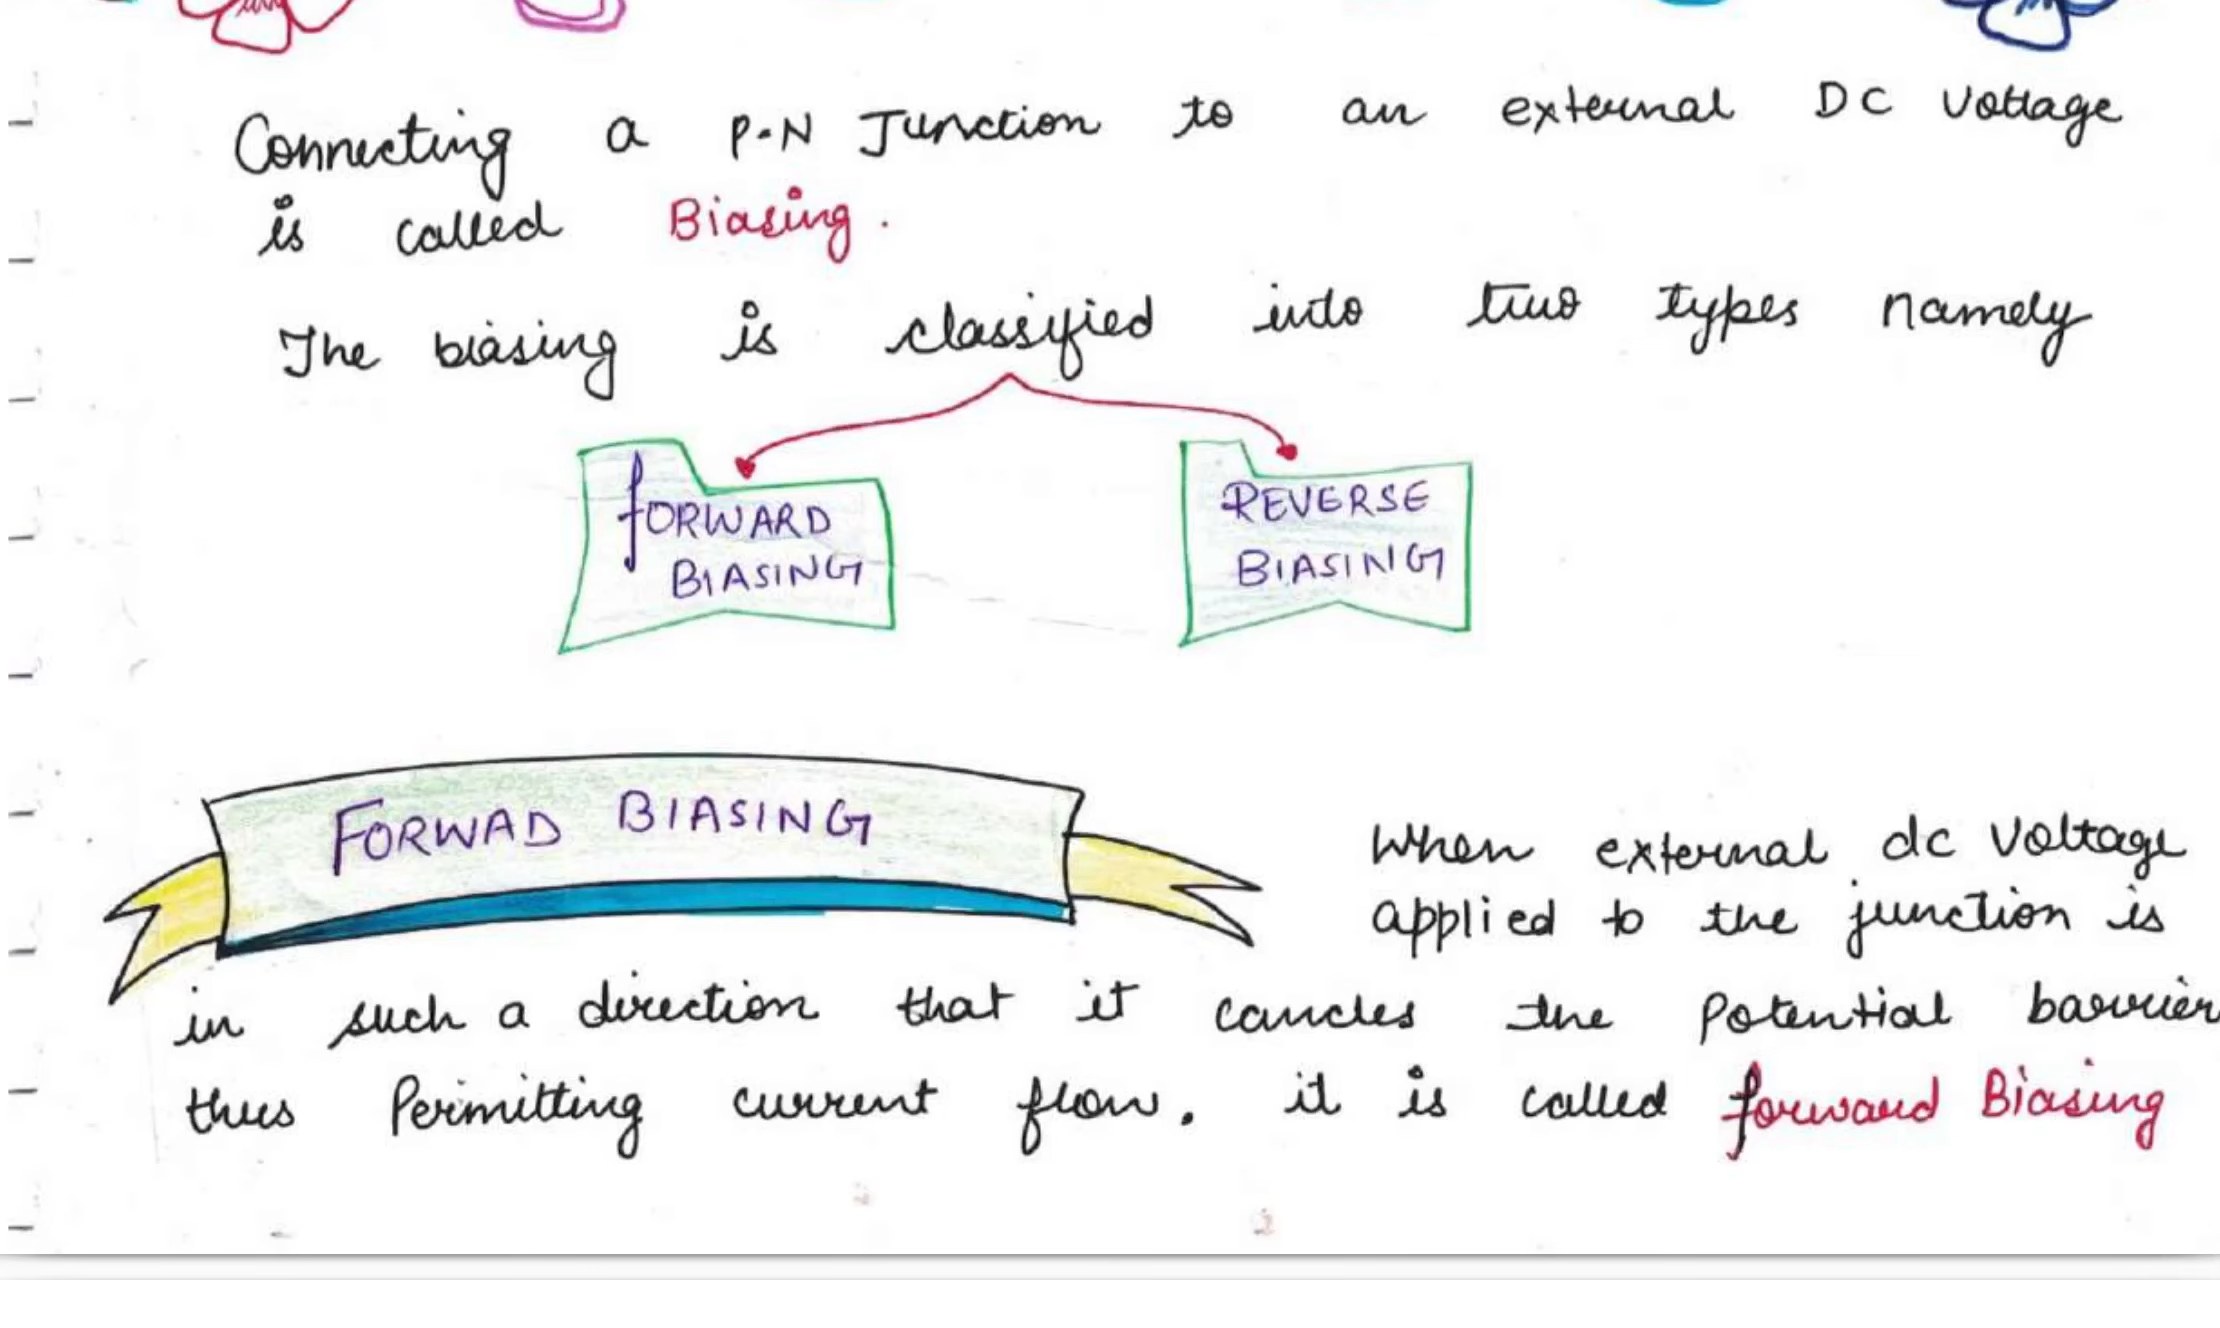 Connecting a P-N Junction to an external DC Voltage
is called Biasing.
The biasing is classified into two types namely
FORWARD
BIASING
REVERSE
BIASING
FORWAD BIASING
When external dc Voltage
applied to the junction is
in such a direction that it cancles the Potential barrier
thus Permitting current flow. it is called forward Biasing